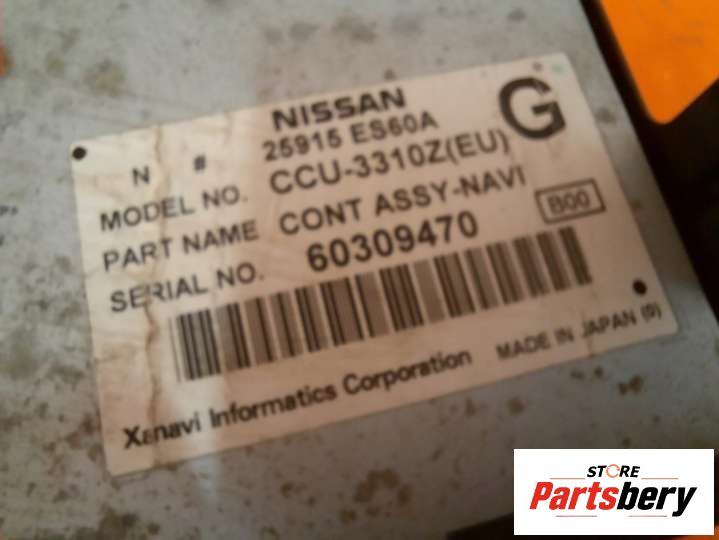 NISSAN
G
N # 25915 ES60A
MODEL NO. CCU-3310Z(EU)
PART NAME CONT ASSY-NAVI
SERIAL NO. 60309470
B00
Xanavi Informatics Corporation MADE IN JAPAN (0)
STORE
Partsbery